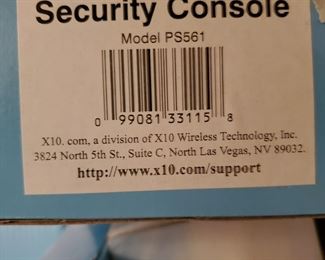 Security Console
Model PS561
0 99081 33115 8
X10. com, a division of X10 Wireless Technology, Inc.
3824 North 5th St., Suite C, North Las Vegas, NV 89032.
http://www.x10.com/support